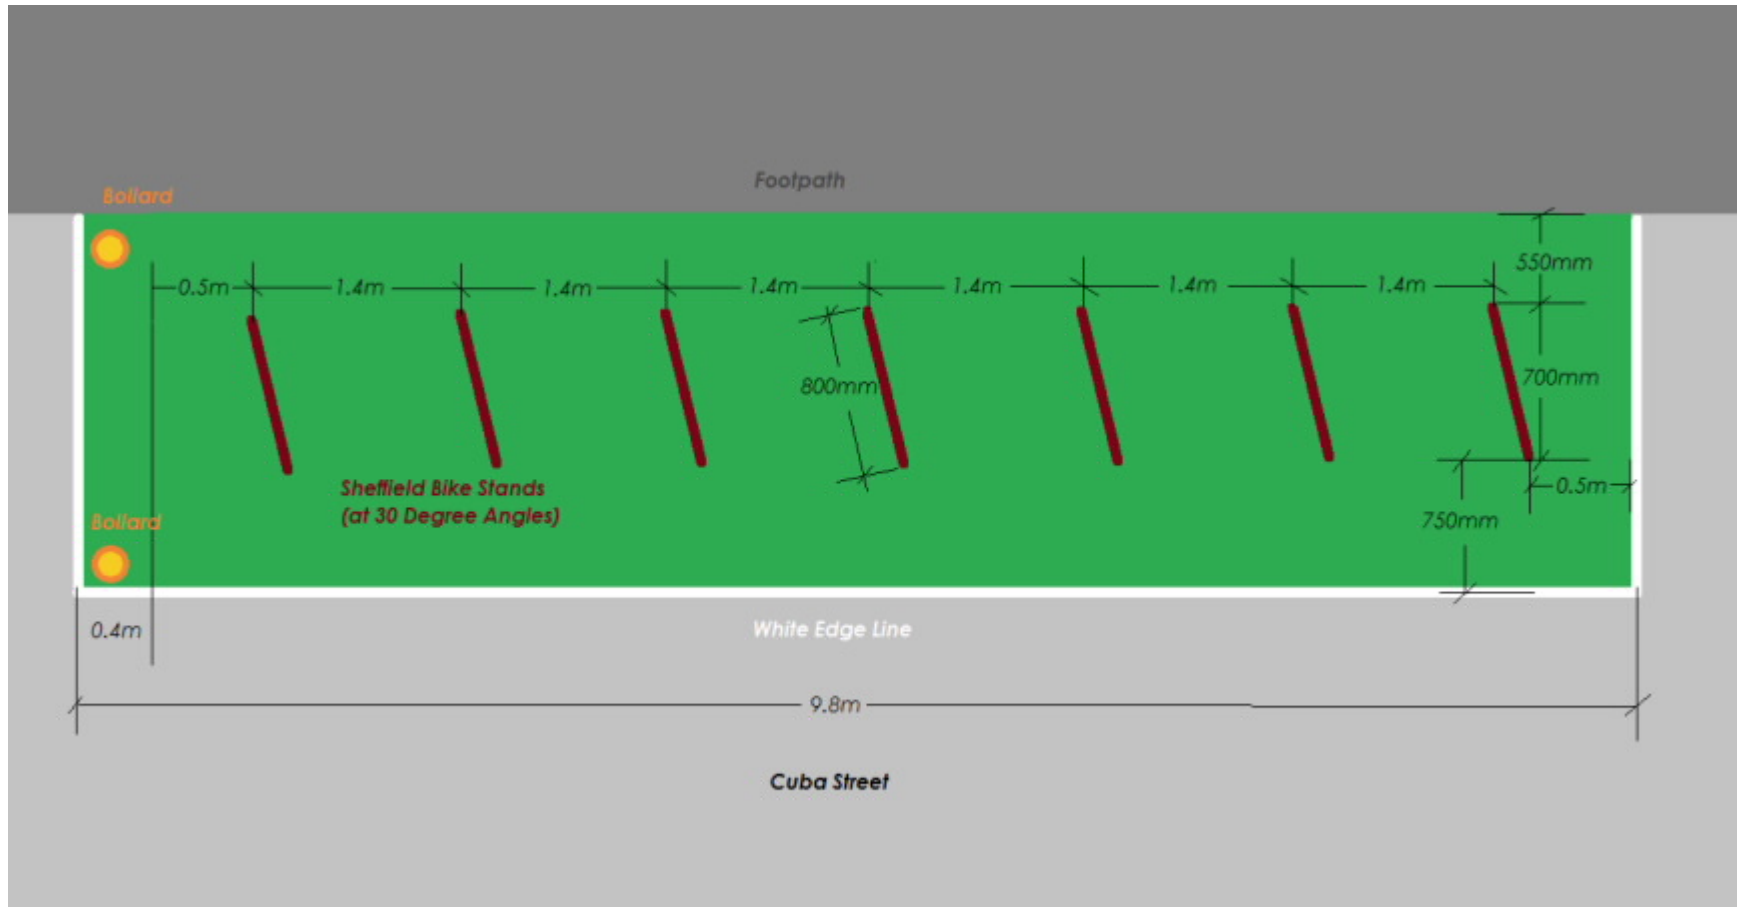 Footpath
Bollard
550mm
0.5m
1.4m
1.4m
1.4m
1.4m
1.4m
1.4m
800mm
700mm
Sheffield Bike Stands
(at 30 Degree Angles)
0.5m
Bollard
750mm
0.4m
White Edge Line
9.8m
Cuba Street